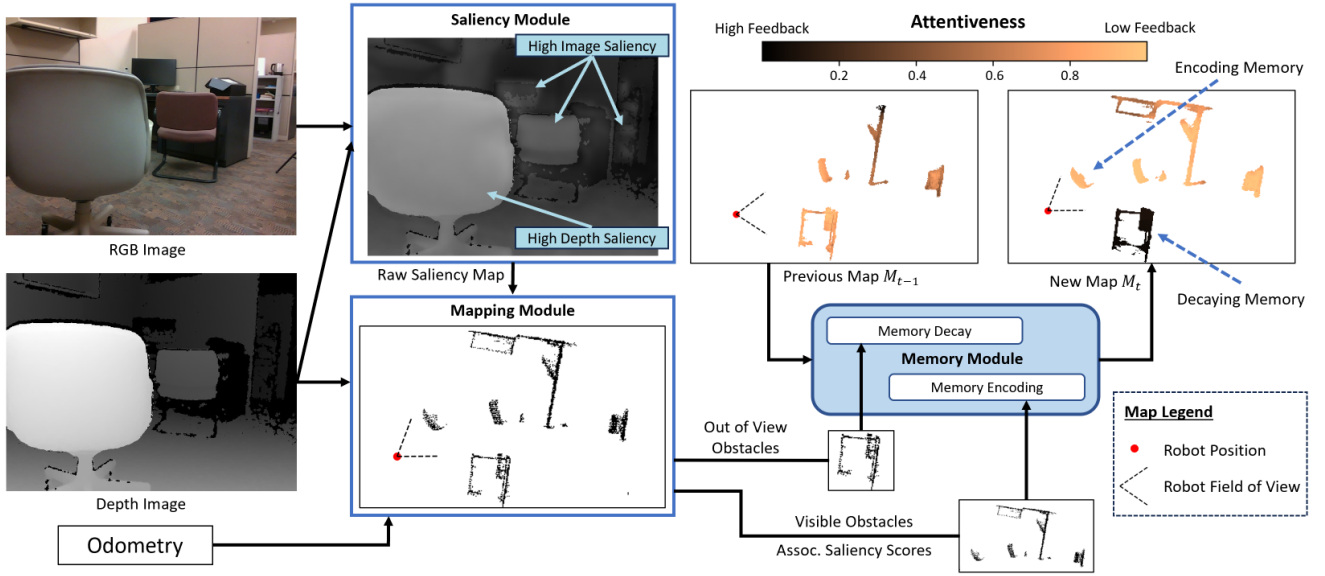 Saliency Module
High Image Saliency
High Depth Saliency
RGB Image
Raw Saliency Map
Depth Image
Odometry
Mapping Module
Attentiveness
High Feedback
Low Feedback
0.2
0.4
0.6
0.8
Encoding Memory
Previous Map M_{t−1}
New Map M_t
Decaying Memory
Memory Decay
Memory Module
Memory Encoding
Out of View
Obstacles
Visible Obstacles
Assoc. Saliency Scores
Map Legend
Robot Position
Robot Field of View